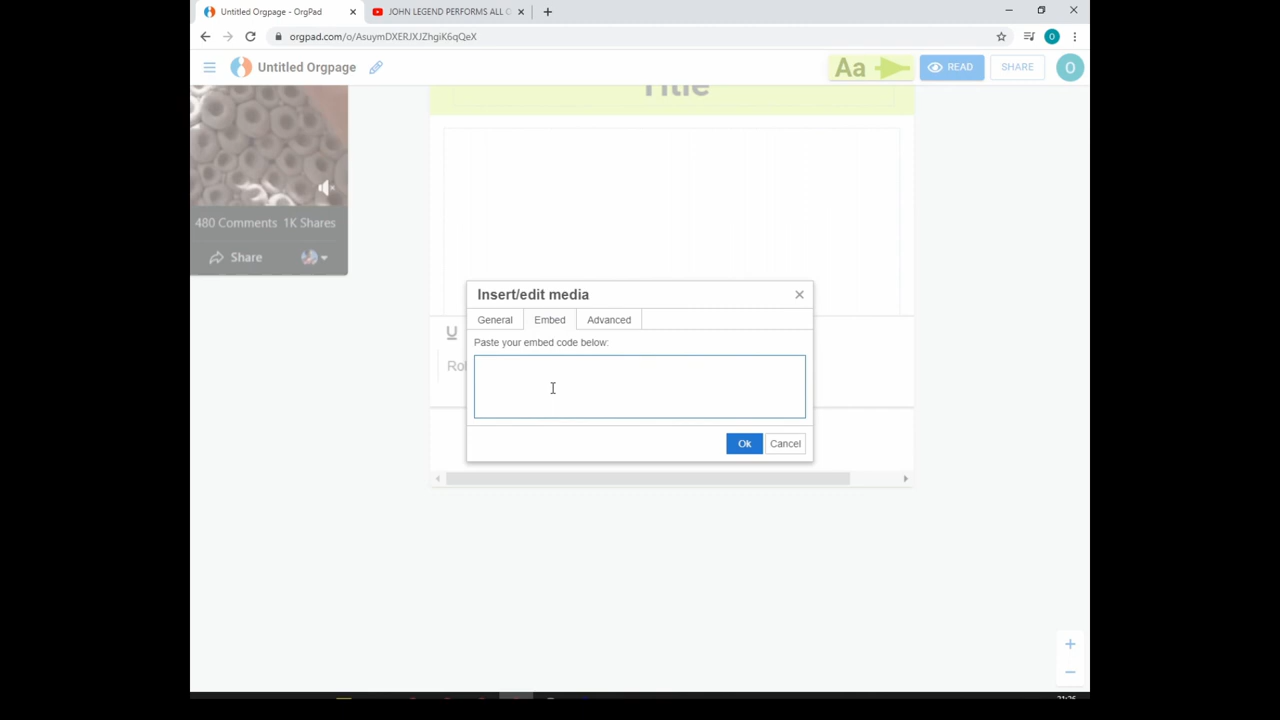 Untitled Orgpage - OrgPad
JOHN LEGEND PERFORMS ALL O
orgpad.com/o/AsuymDXERJXJZhgiK6qQeX
O
Untitled Orgpage
Aa
READ
SHARE
O
Title
480 Comments 1K Shares
Share
Insert/edit media
General
Embed
Advanced
Paste your embed code below:
U
Ok
Cancel